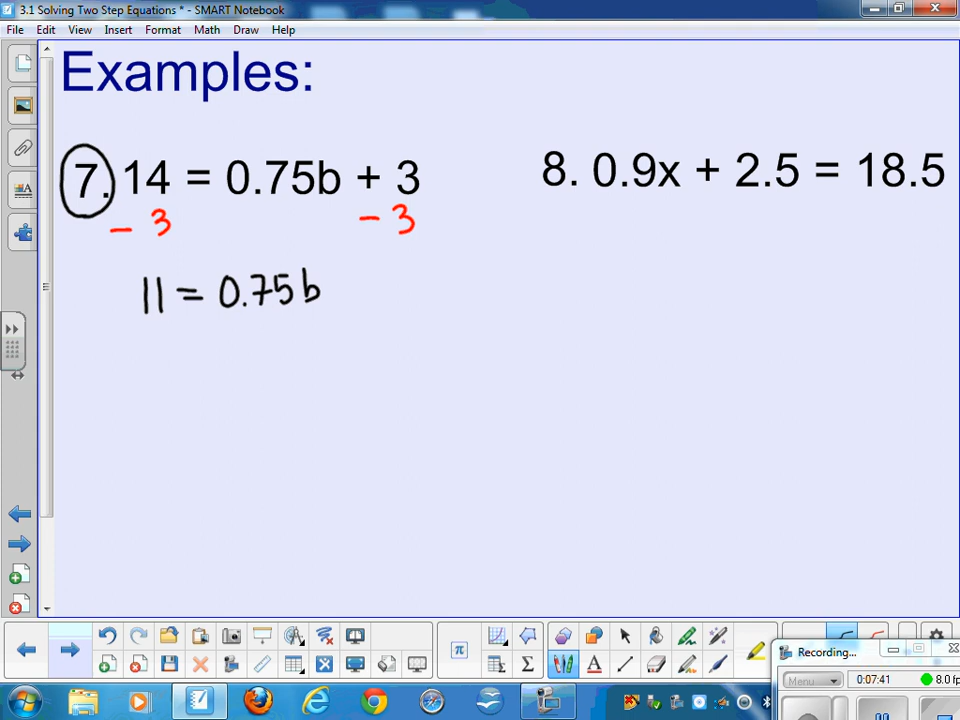 3.1 Solving Two Step Equations * - SMART Notebook
File Edit View Insert Format Math Draw Help
Examples:
7. 14 = 0.75b + 3
- 3 - 3
11 = 0.75b
8. 0.9x + 2.5 = 18.5
π
Σ
A
Recording...
Menu
0:07:41
8.0 fp